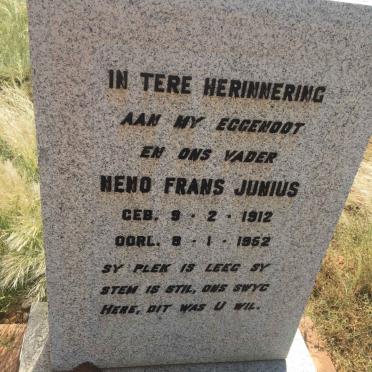 IN TERE HERINNERING
AAN MY EGGENOOT
EN ONS VADER
NENO FRANS JUNIUS
GEB. 9 · 2 · 1912
OORL. 8 · 1 · 1962
SY PLEK IS LEEG SY
STEM IS STIL, ONS SWYG
HERE, DIT WAS U WIL.